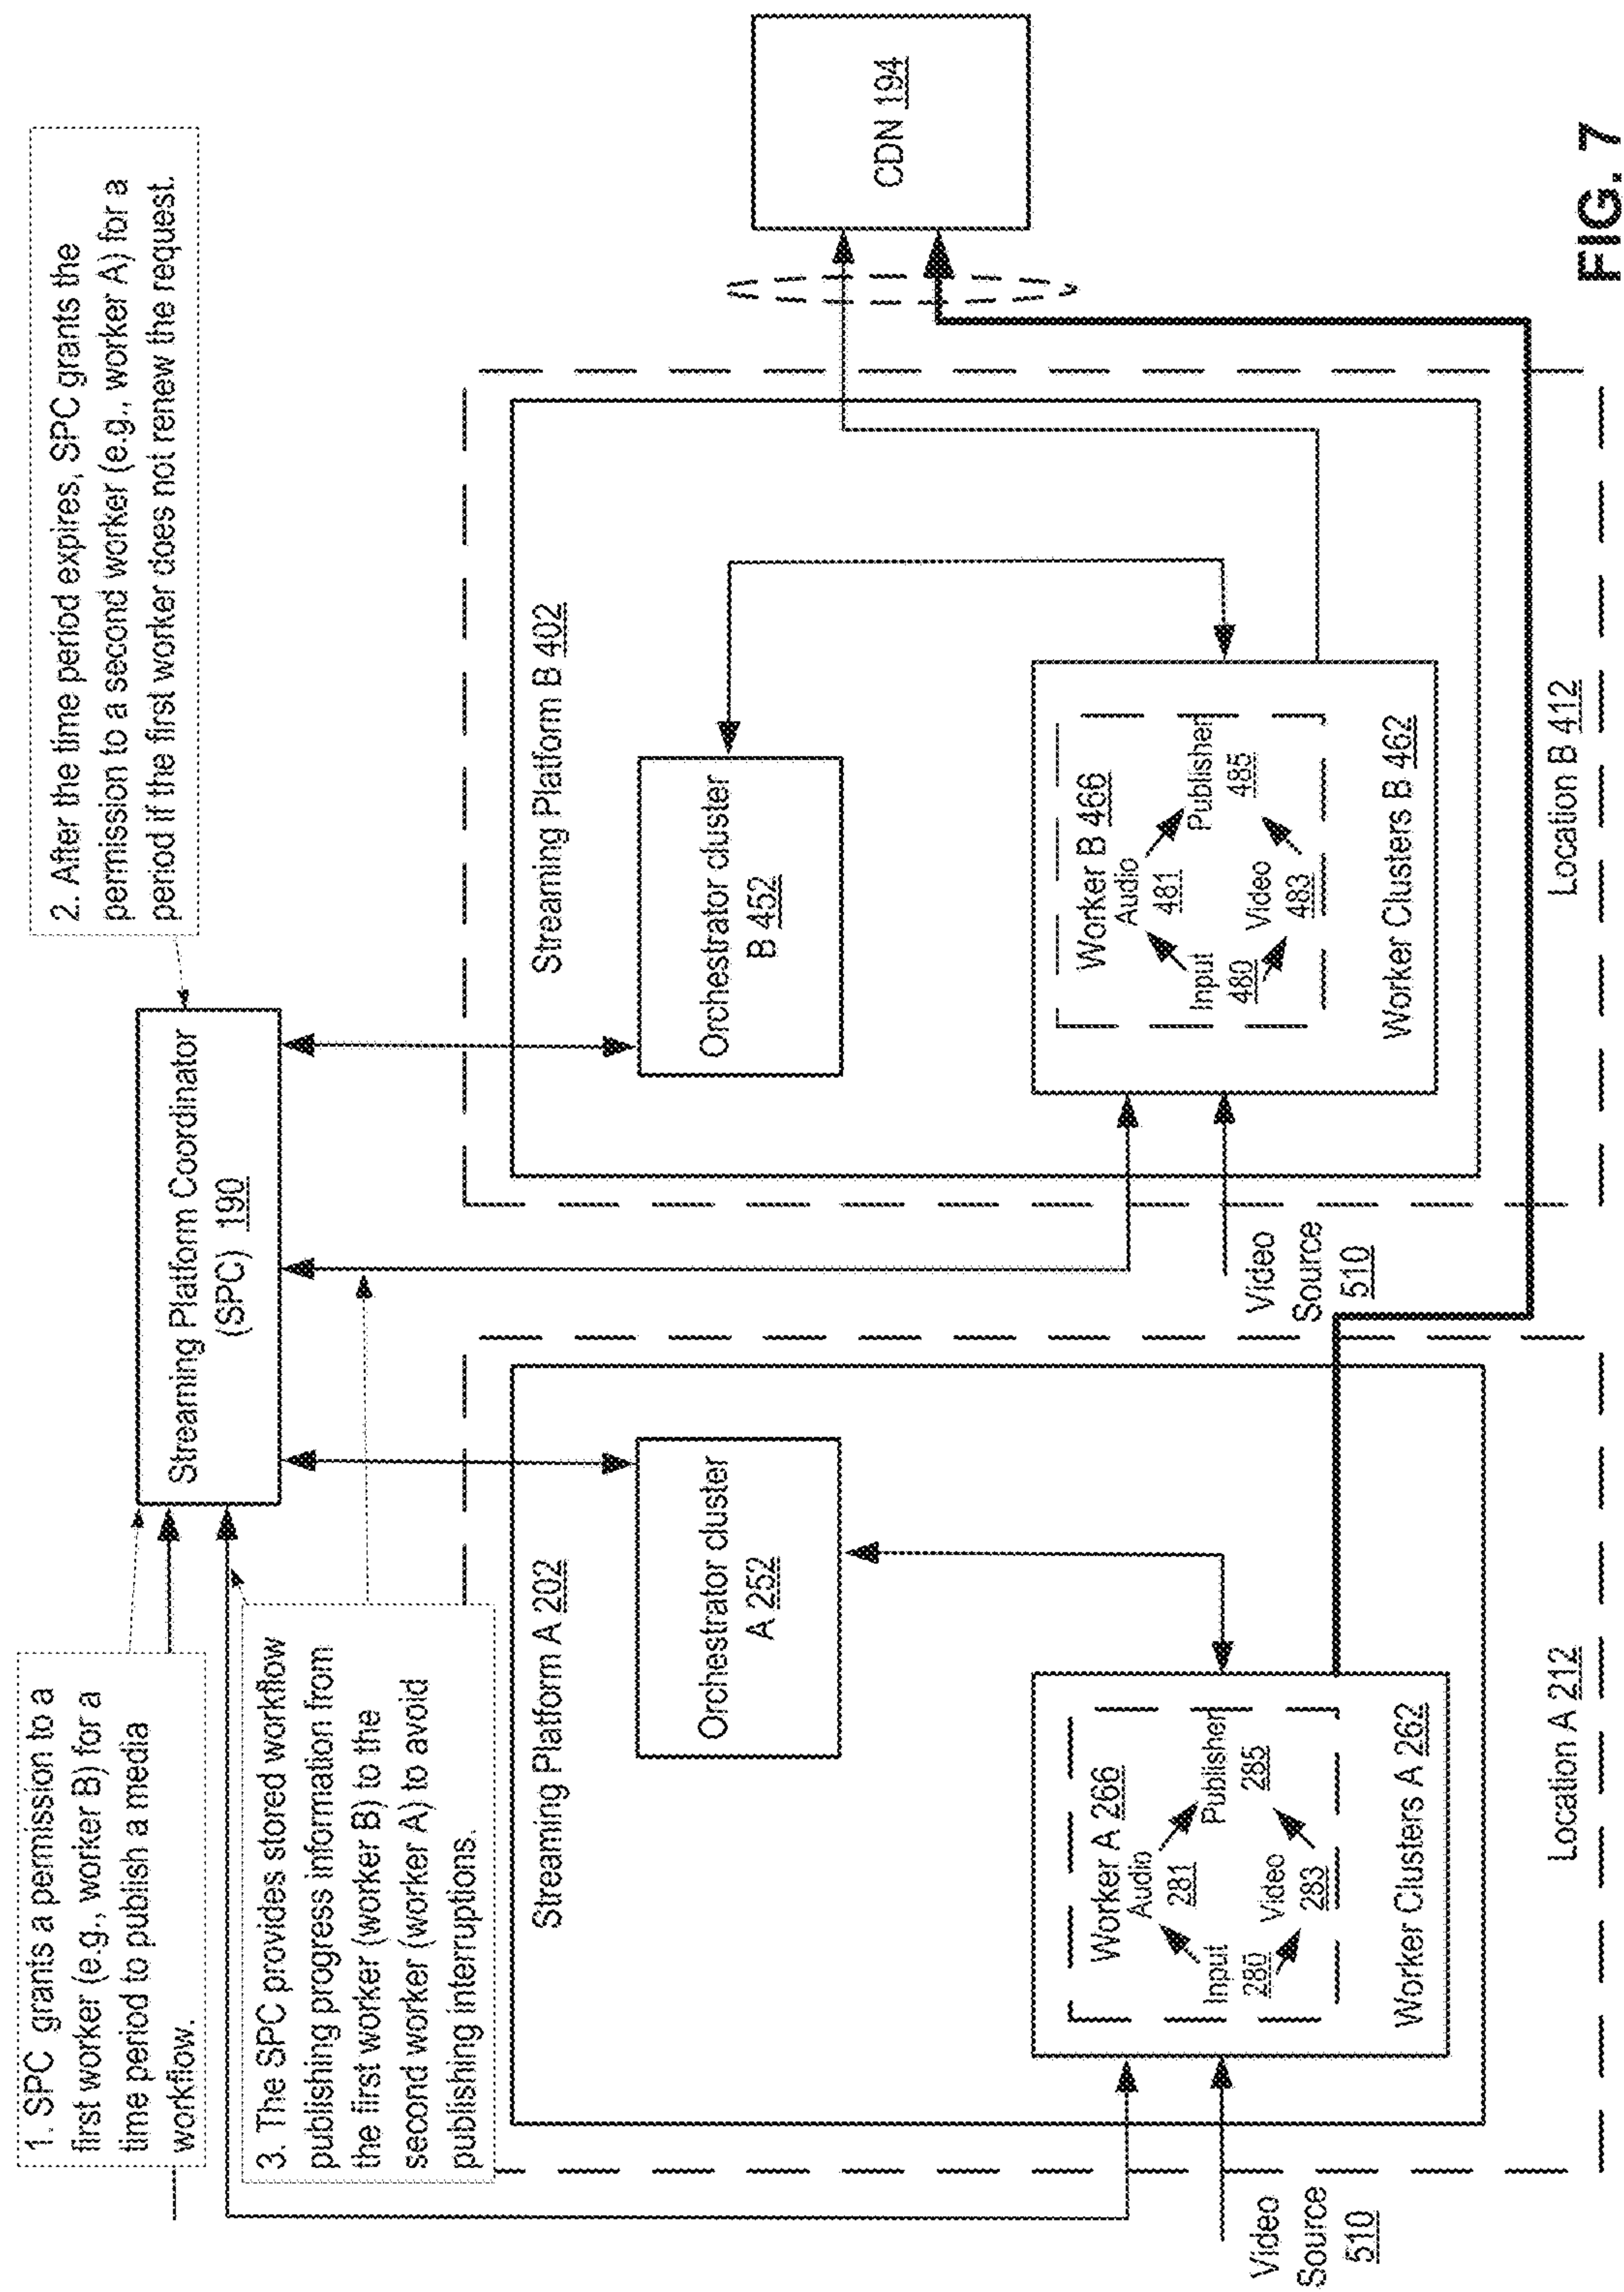 1. SPC grants a permission to a
first worker (e.g., worker B) for a
time period to publish a media
workflow.
2. After the time period expires, SPC grants the
permission to a second worker (e.g., worker A) for a
period if the first worker does not renew the request.
3. The SPC provides stored workflow
publishing progress information from
the first worker (worker B) to the
second worker (worker A) to avoid
publishing interruptions.
Streaming Platform Coordinator
(SPC) 190
Streaming Platform A 202
Orchestrator cluster
A 252
Worker A 266
Audio
281
Input
280
Publisher
285
Video
283
Worker Clusters A 262
Location A 212
Video
Source
510
Streaming Platform B 402
Orchestrator cluster
B 452
Worker B 466
Audio
481
Input
480
Publisher
485
Video
483
Worker Clusters B 462
Location B 412
Video
Source
510
CDN 194
FIG. 7